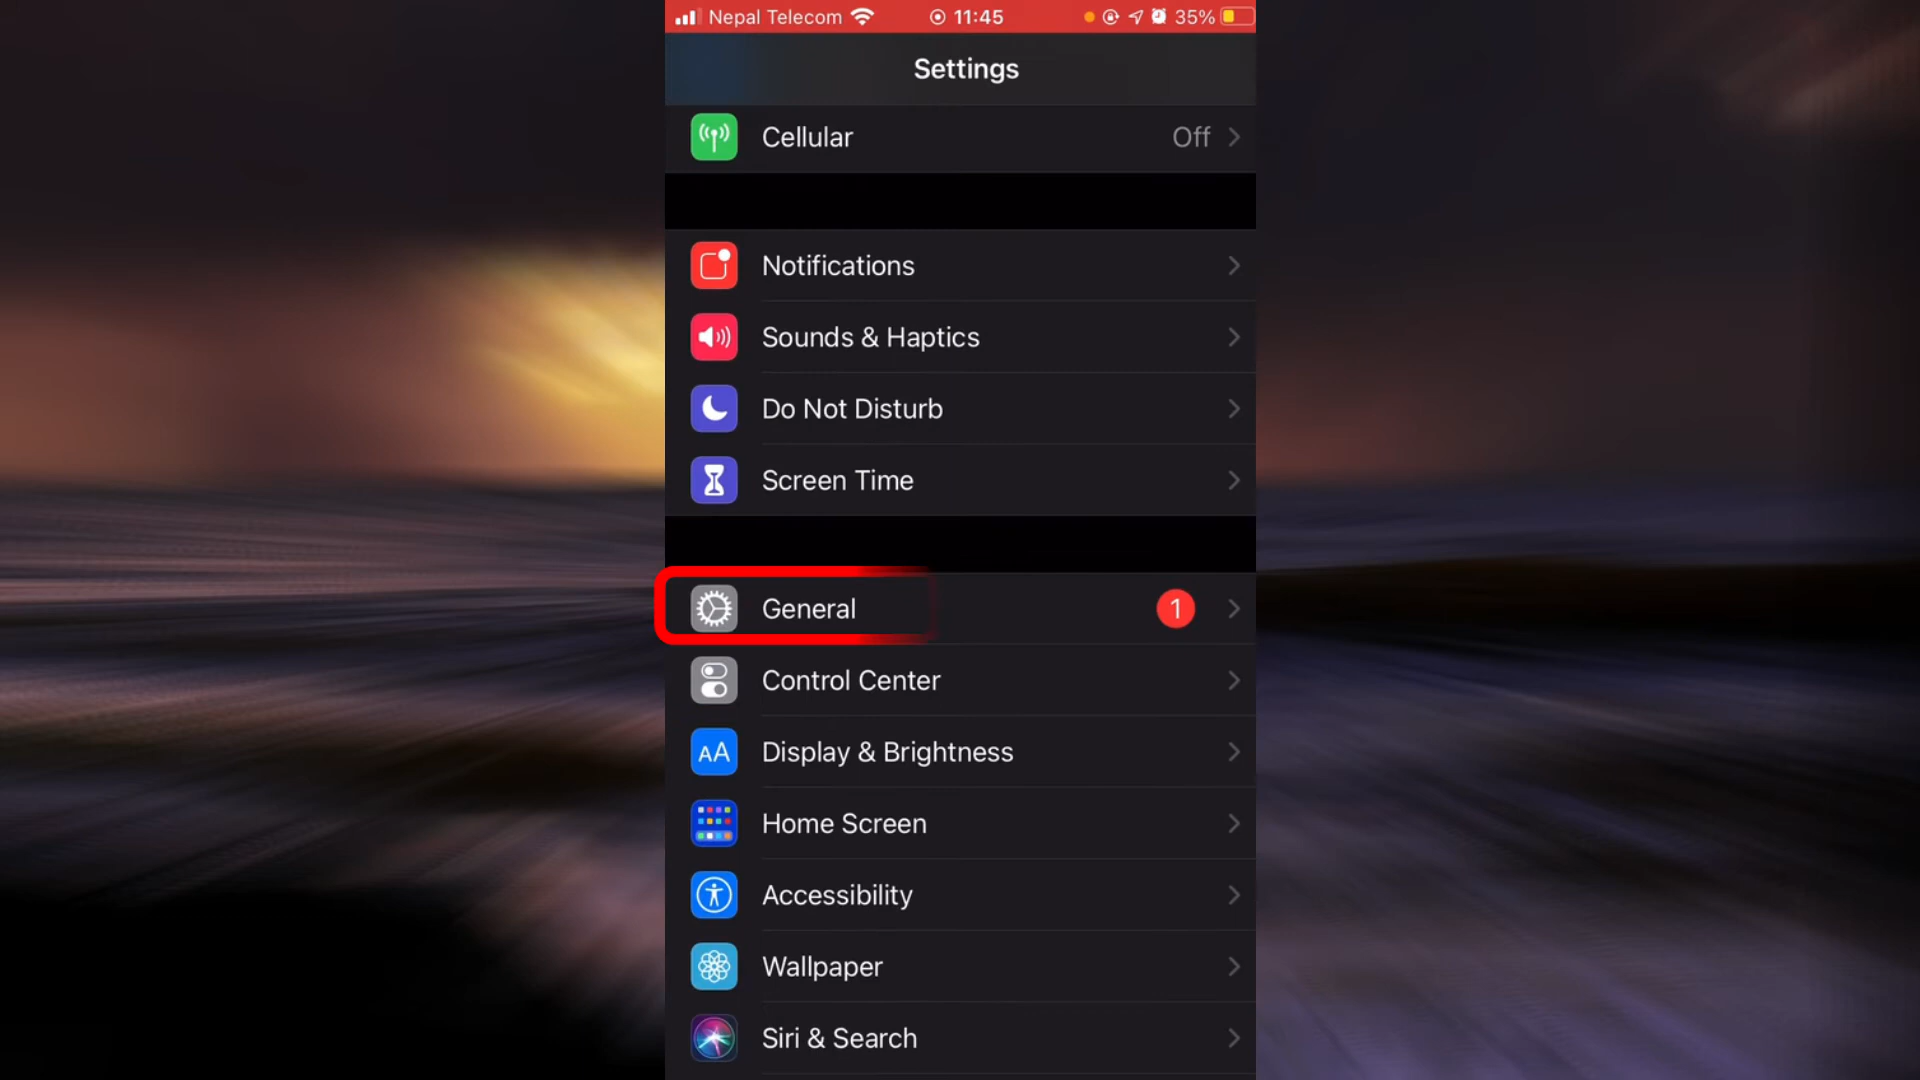 Nepal Telecom 11:45 35%
Settings
Cellular Off
Notifications
Sounds & Haptics
Do Not Disturb
Screen Time
General 1
Control Center
AA Display & Brightness
Home Screen
Accessibility
Wallpaper
Siri & Search